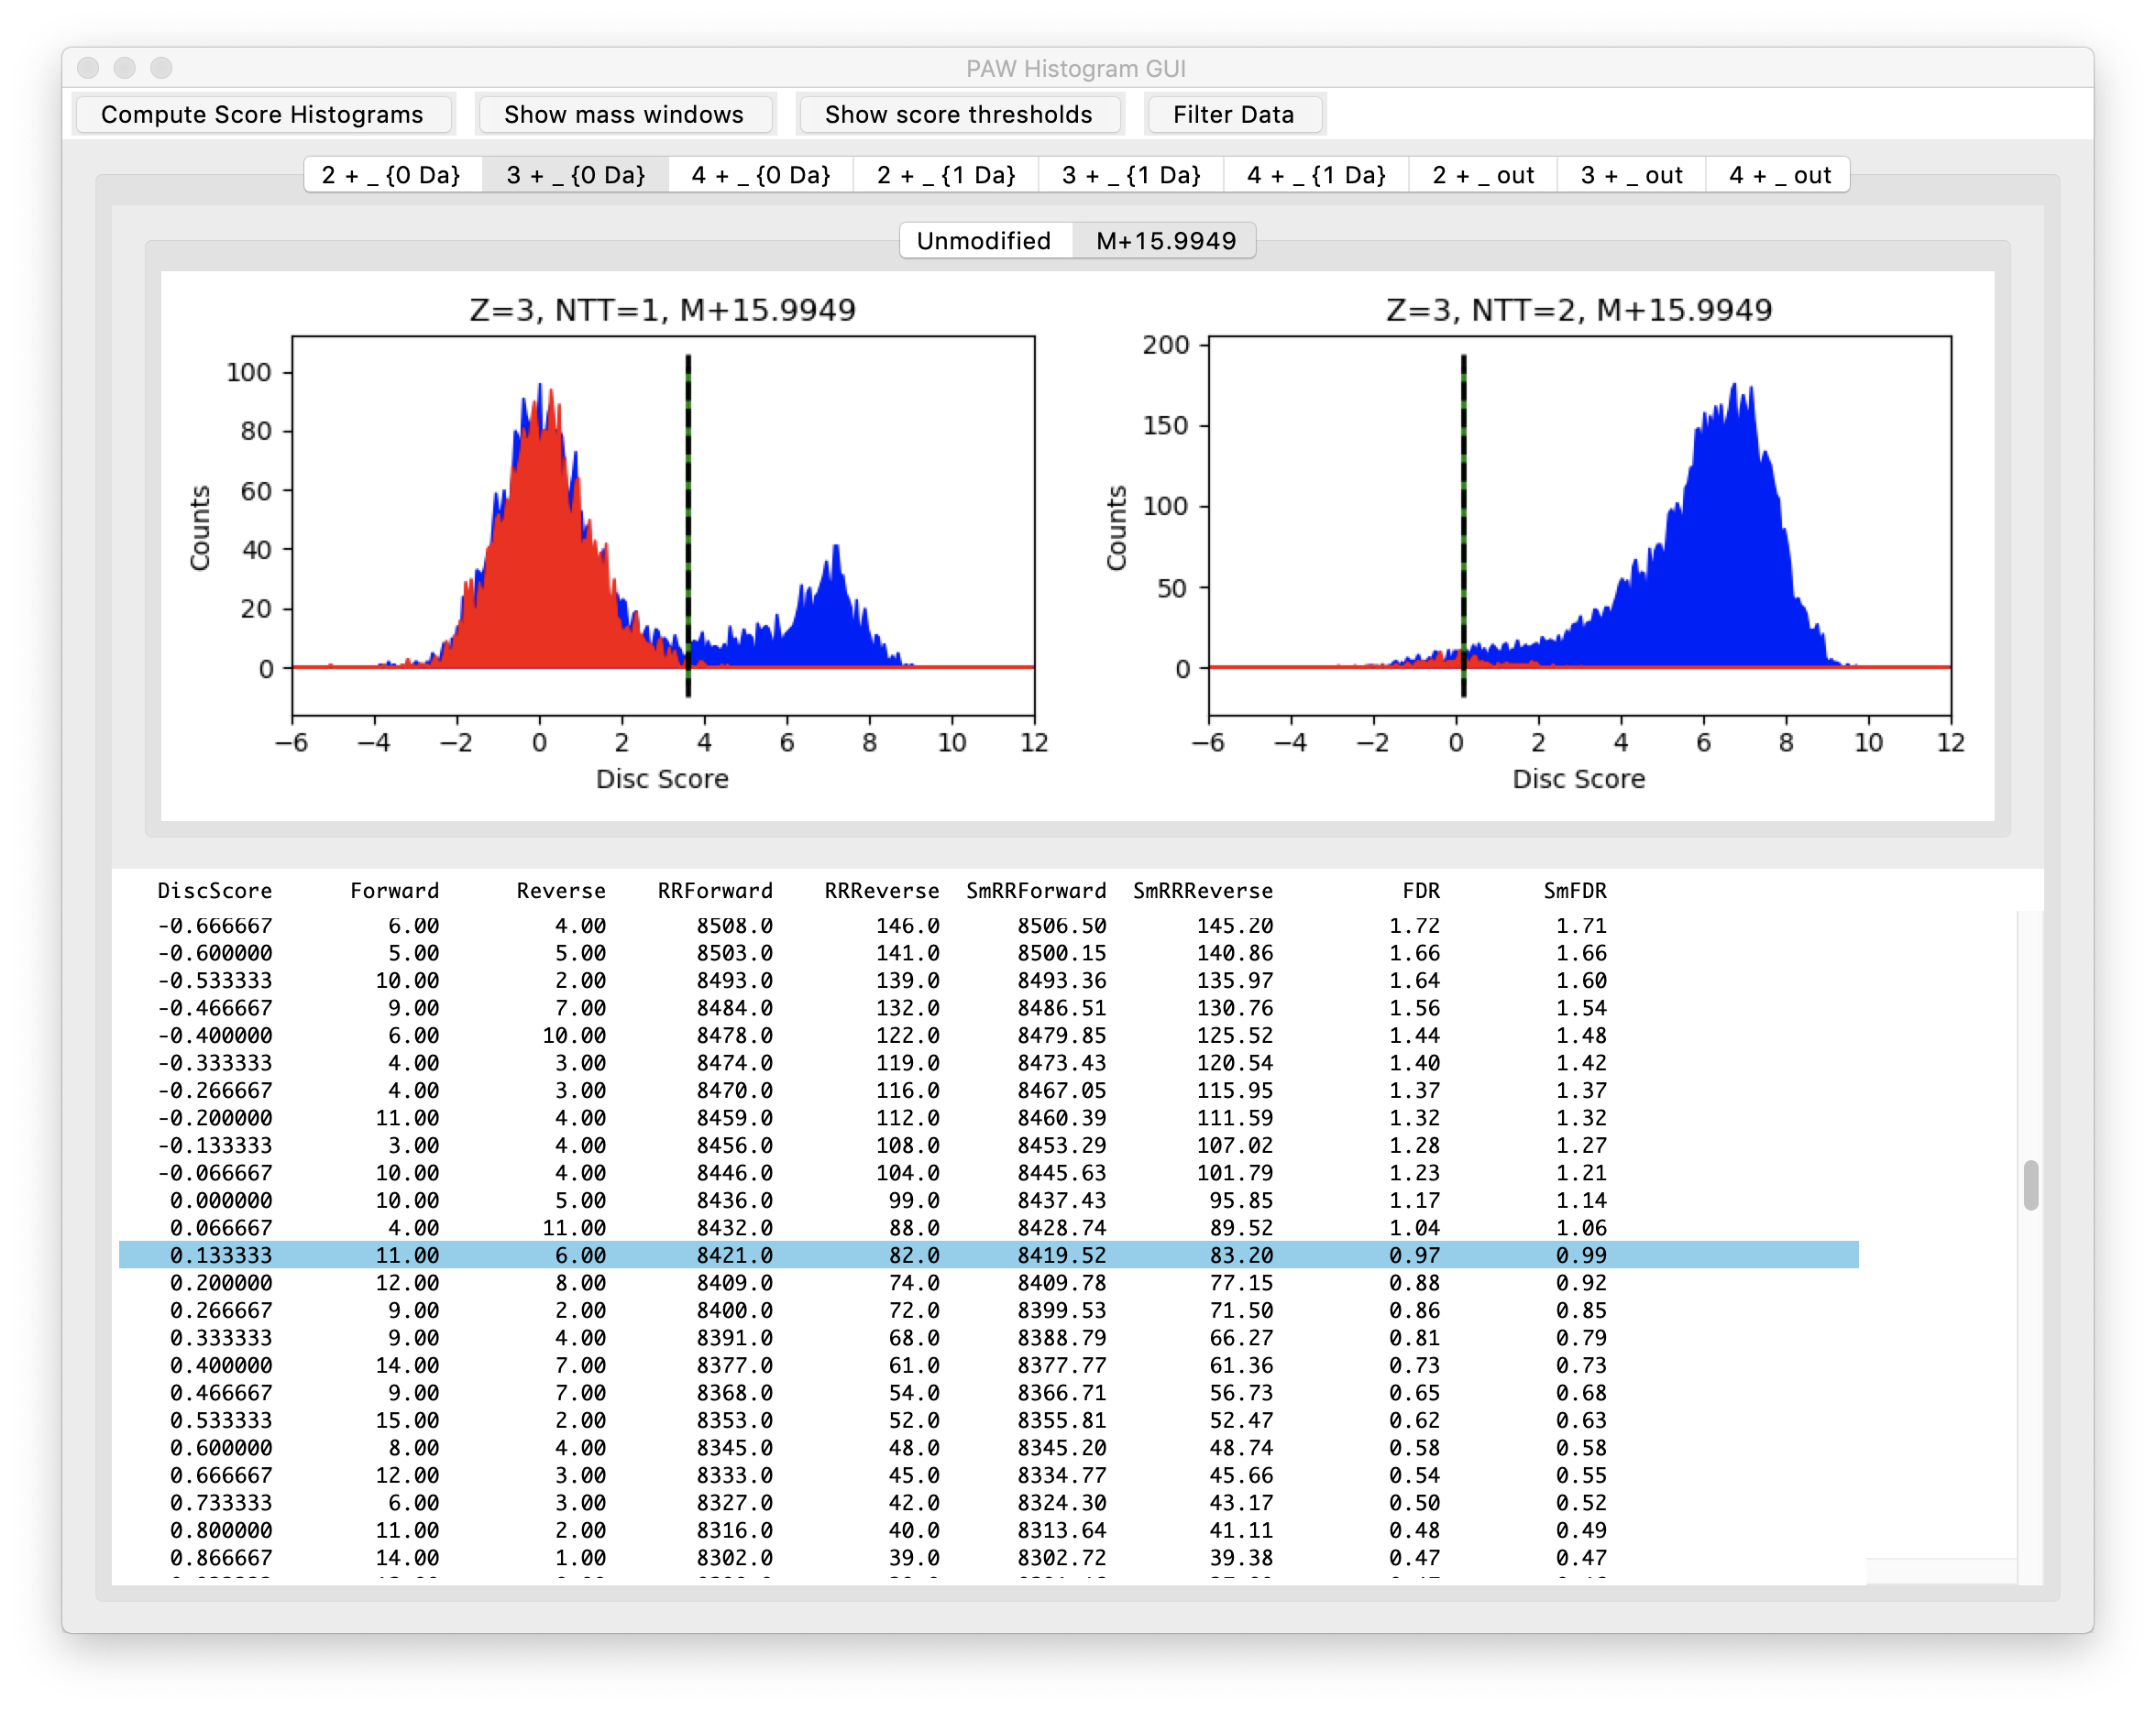 PAW Histogram GUI
Compute Score Histograms Show mass windows Show score thresholds Filter Data
2 + _ {0 Da} 3 + _ {0 Da} 4 + _ {0 Da} 2 + _ {1 Da} 3 + _ {1 Da} 4 + _ {1 Da} 2 + _ out 3 + _ out 4 + _ out
Unmodified M+15.9949
Z=3, NTT=1, M+15.9949
100
80
60
40
20
0
Counts
−6 −4 −2 0 2 4 6 8 10 12
Disc Score
Z=3, NTT=2, M+15.9949
200
150
100
50
0
Counts
−6 −4 −2 0 2 4 6 8 10 12
Disc Score
DiscScore Forward Reverse RRForward RRReverse SmRRForward SmRRReverse FDR SmFDR
-0.666667 6.00 4.00 8508.0 146.0 8506.50 145.20 1.72 1.71
-0.600000 5.00 5.00 8503.0 141.0 8500.15 140.86 1.66 1.66
-0.533333 10.00 2.00 8493.0 139.0 8493.36 135.97 1.64 1.60
-0.466667 9.00 7.00 8484.0 132.0 8486.51 130.76 1.56 1.54
-0.400000 6.00 10.00 8478.0 122.0 8479.85 125.52 1.44 1.48
-0.333333 4.00 3.00 8474.0 119.0 8473.43 120.54 1.40 1.42
-0.266667 4.00 3.00 8470.0 116.0 8467.05 115.95 1.37 1.37
-0.200000 11.00 4.00 8459.0 112.0 8460.39 111.59 1.32 1.32
-0.133333 3.00 4.00 8456.0 108.0 8453.29 107.02 1.28 1.27
-0.066667 10.00 4.00 8446.0 104.0 8445.63 101.79 1.23 1.21
0.000000 10.00 5.00 8436.0 99.0 8437.43 95.85 1.17 1.14
0.066667 4.00 11.00 8432.0 88.0 8428.74 89.52 1.04 1.06
0.133333 11.00 6.00 8421.0 82.0 8419.52 83.20 0.97 0.99
0.200000 12.00 8.00 8409.0 74.0 8409.78 77.15 0.88 0.92
0.266667 9.00 2.00 8400.0 72.0 8399.53 71.50 0.86 0.85
0.333333 9.00 4.00 8391.0 68.0 8388.79 66.27 0.81 0.79
0.400000 14.00 7.00 8377.0 61.0 8377.77 61.36 0.73 0.73
0.466667 9.00 7.00 8368.0 54.0 8366.71 56.73 0.65 0.68
0.533333 15.00 2.00 8353.0 52.0 8355.81 52.47 0.62 0.63
0.600000 8.00 4.00 8345.0 48.0 8345.20 48.74 0.58 0.58
0.666667 12.00 3.00 8333.0 45.0 8334.77 45.66 0.54 0.55
0.733333 6.00 3.00 8327.0 42.0 8324.30 43.17 0.50 0.52
0.800000 11.00 2.00 8316.0 40.0 8313.64 41.11 0.48 0.49
0.866667 14.00 1.00 8302.0 39.0 8302.72 39.38 0.47 0.47